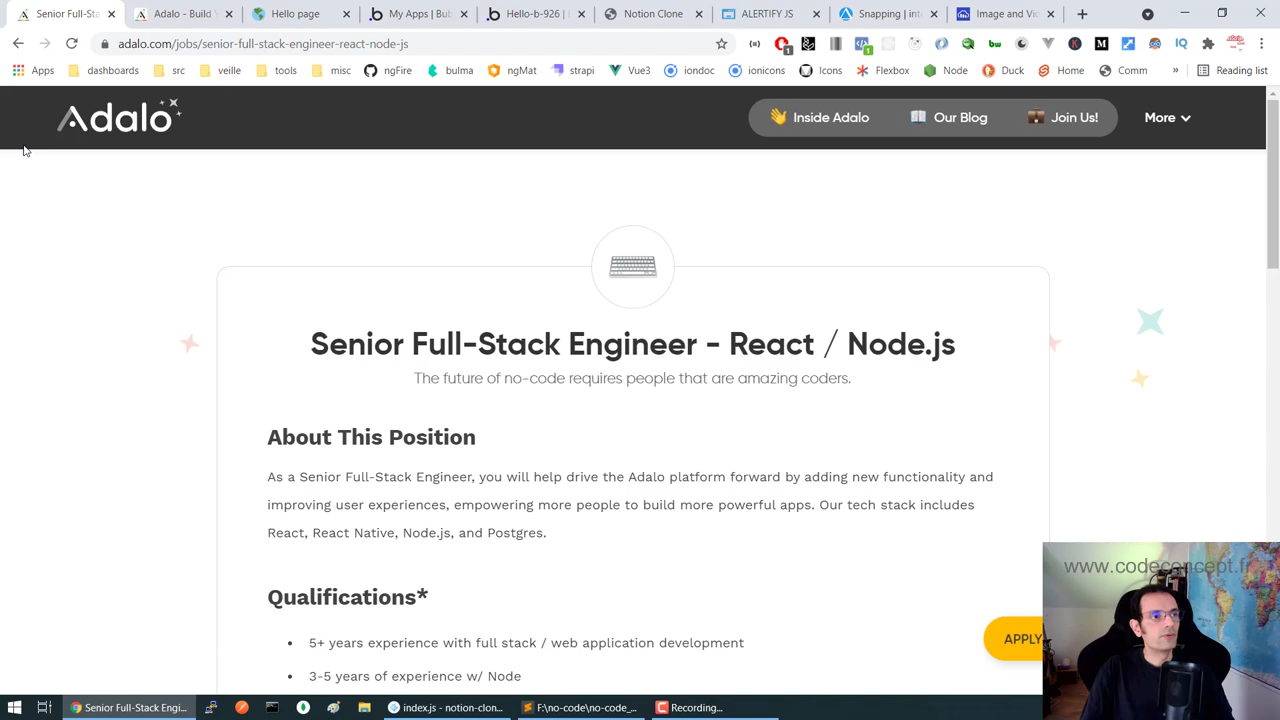 Senior Full-St
Adalo - Build Y
Hello page
My Apps | Bub
Hello-b-926 |
Notion Clone
ALERTIFY JS
Snapping | int
Image and Vi
adalo.com/jobs/senior-full-stack-engineer-react-node-js
Apps
dashboards
src
veille
tools
misc
ngFire
bulma
ngMat
strapi
Vue3
iondoc
ionicons
Icons
Flexbox
Node
Duck
Home
Comm
»
Reading list
Adalo
Inside Adalo
Our Blog
Join Us!
More
Senior Full-Stack Engineer - React / Node.js
The future of no-code requires people that are amazing coders.
About This Position
As a Senior Full-Stack Engineer, you will help drive the Adalo platform forward by adding new functionality and
improving user experiences, empowering more people to build more powerful apps. Our tech stack includes
React, React Native, Node.js, and Postgres.
Qualifications*
• 5+ years experience with full stack / web application development
• 3-5 years of experience w/ Node
APPLY
www.codeconcept.fr
Senior Full-Stack Engi...
index.js - notion-clon...
F:\no-code\no-code_...
Recording...